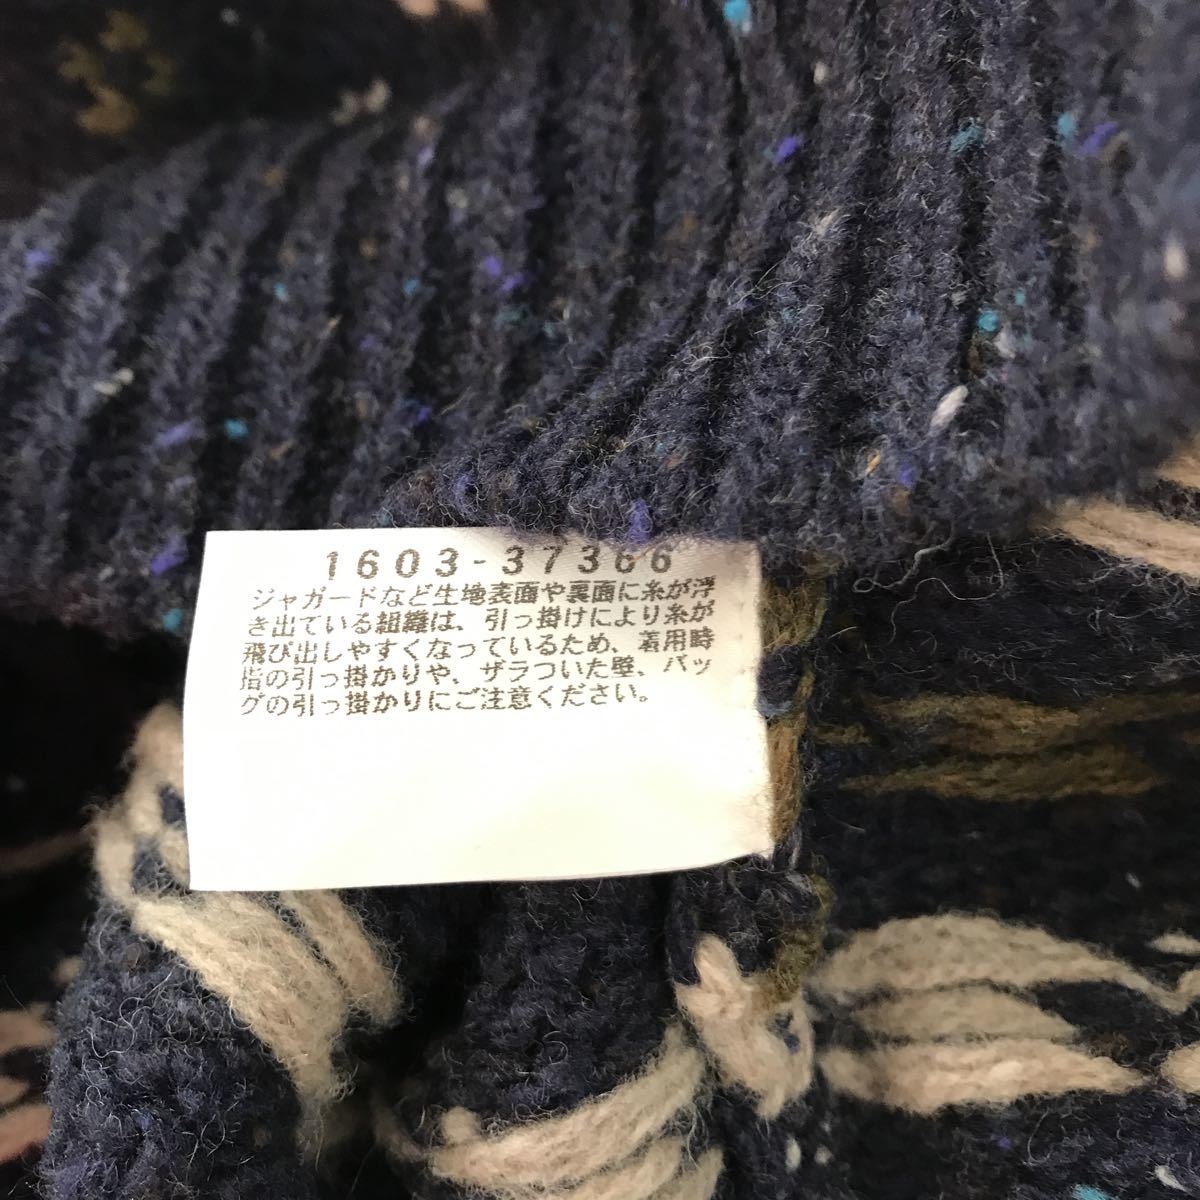 1603-37366
ジャガードなど生地表面や裏面に糸が浮
き出ている組織は、引っ掛けにより糸が
飛び出しやすくなっているため、着用時
指の引っ掛かりや、ザラついた壁、バッ
グの引っ掛かりにご注意ください。